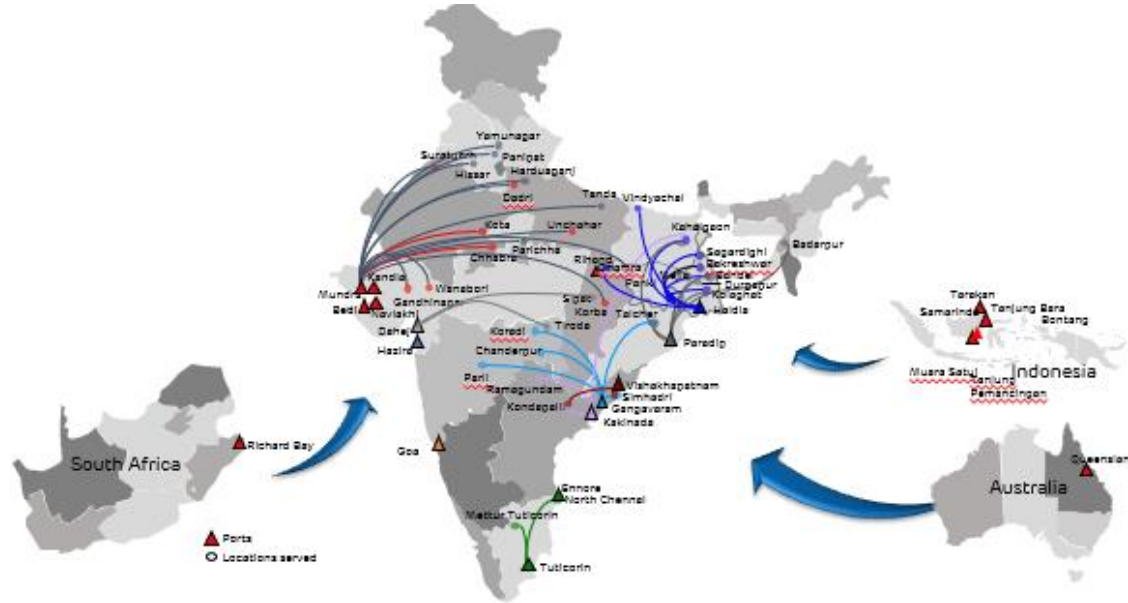 Yamunagar
Suratgarh
Panipat
Hissar
Harduaganj
Dadri
Tanda
Vindyachal
Kota
Unchahar
Kahalgaon
Parichha
Chhabra
Sagardighi
Badarpur
Rihand
Bakreshwar
Durgapur
Kandla
Mundra
Wanabori
Gandhinagar
Kolaghat
Bedi
Navlakhi
Sipat
Korba
Haldia
Dahej
Koradi
Tiroda
Talcher
Hazira
Chanderpur
Paradip
Parli
Ramagundam
Vishakhapatnam
Simhadri
Kondapalli
Gangavaram
Kakinada
Goa
Ennore
North Chennai
Mettur Tuticorin
Tuticorin
South Africa
Richard Bay
Ports
Locations served
Tarakan
Samarinda
Tanjung Bara
Bontang
Muara Satui
Indonesia
Tanjung
Pemancingan
Australia
Queensland